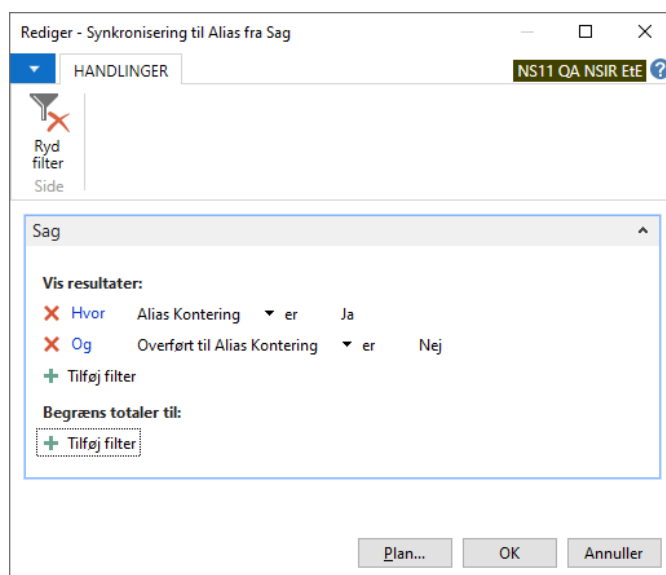 Rediger - Synkronisering til Alias fra Sag
HANDLINGER
NS11 QA NSIR EtE
Ryd
filter
Side
Sag
Vis resultater:
Hvor Alias Kontering er Ja
Og Overført til Alias Kontering er Nej
Tilføj filter
Begræns totaler til:
Tilføj filter
Plan... OK Annuller